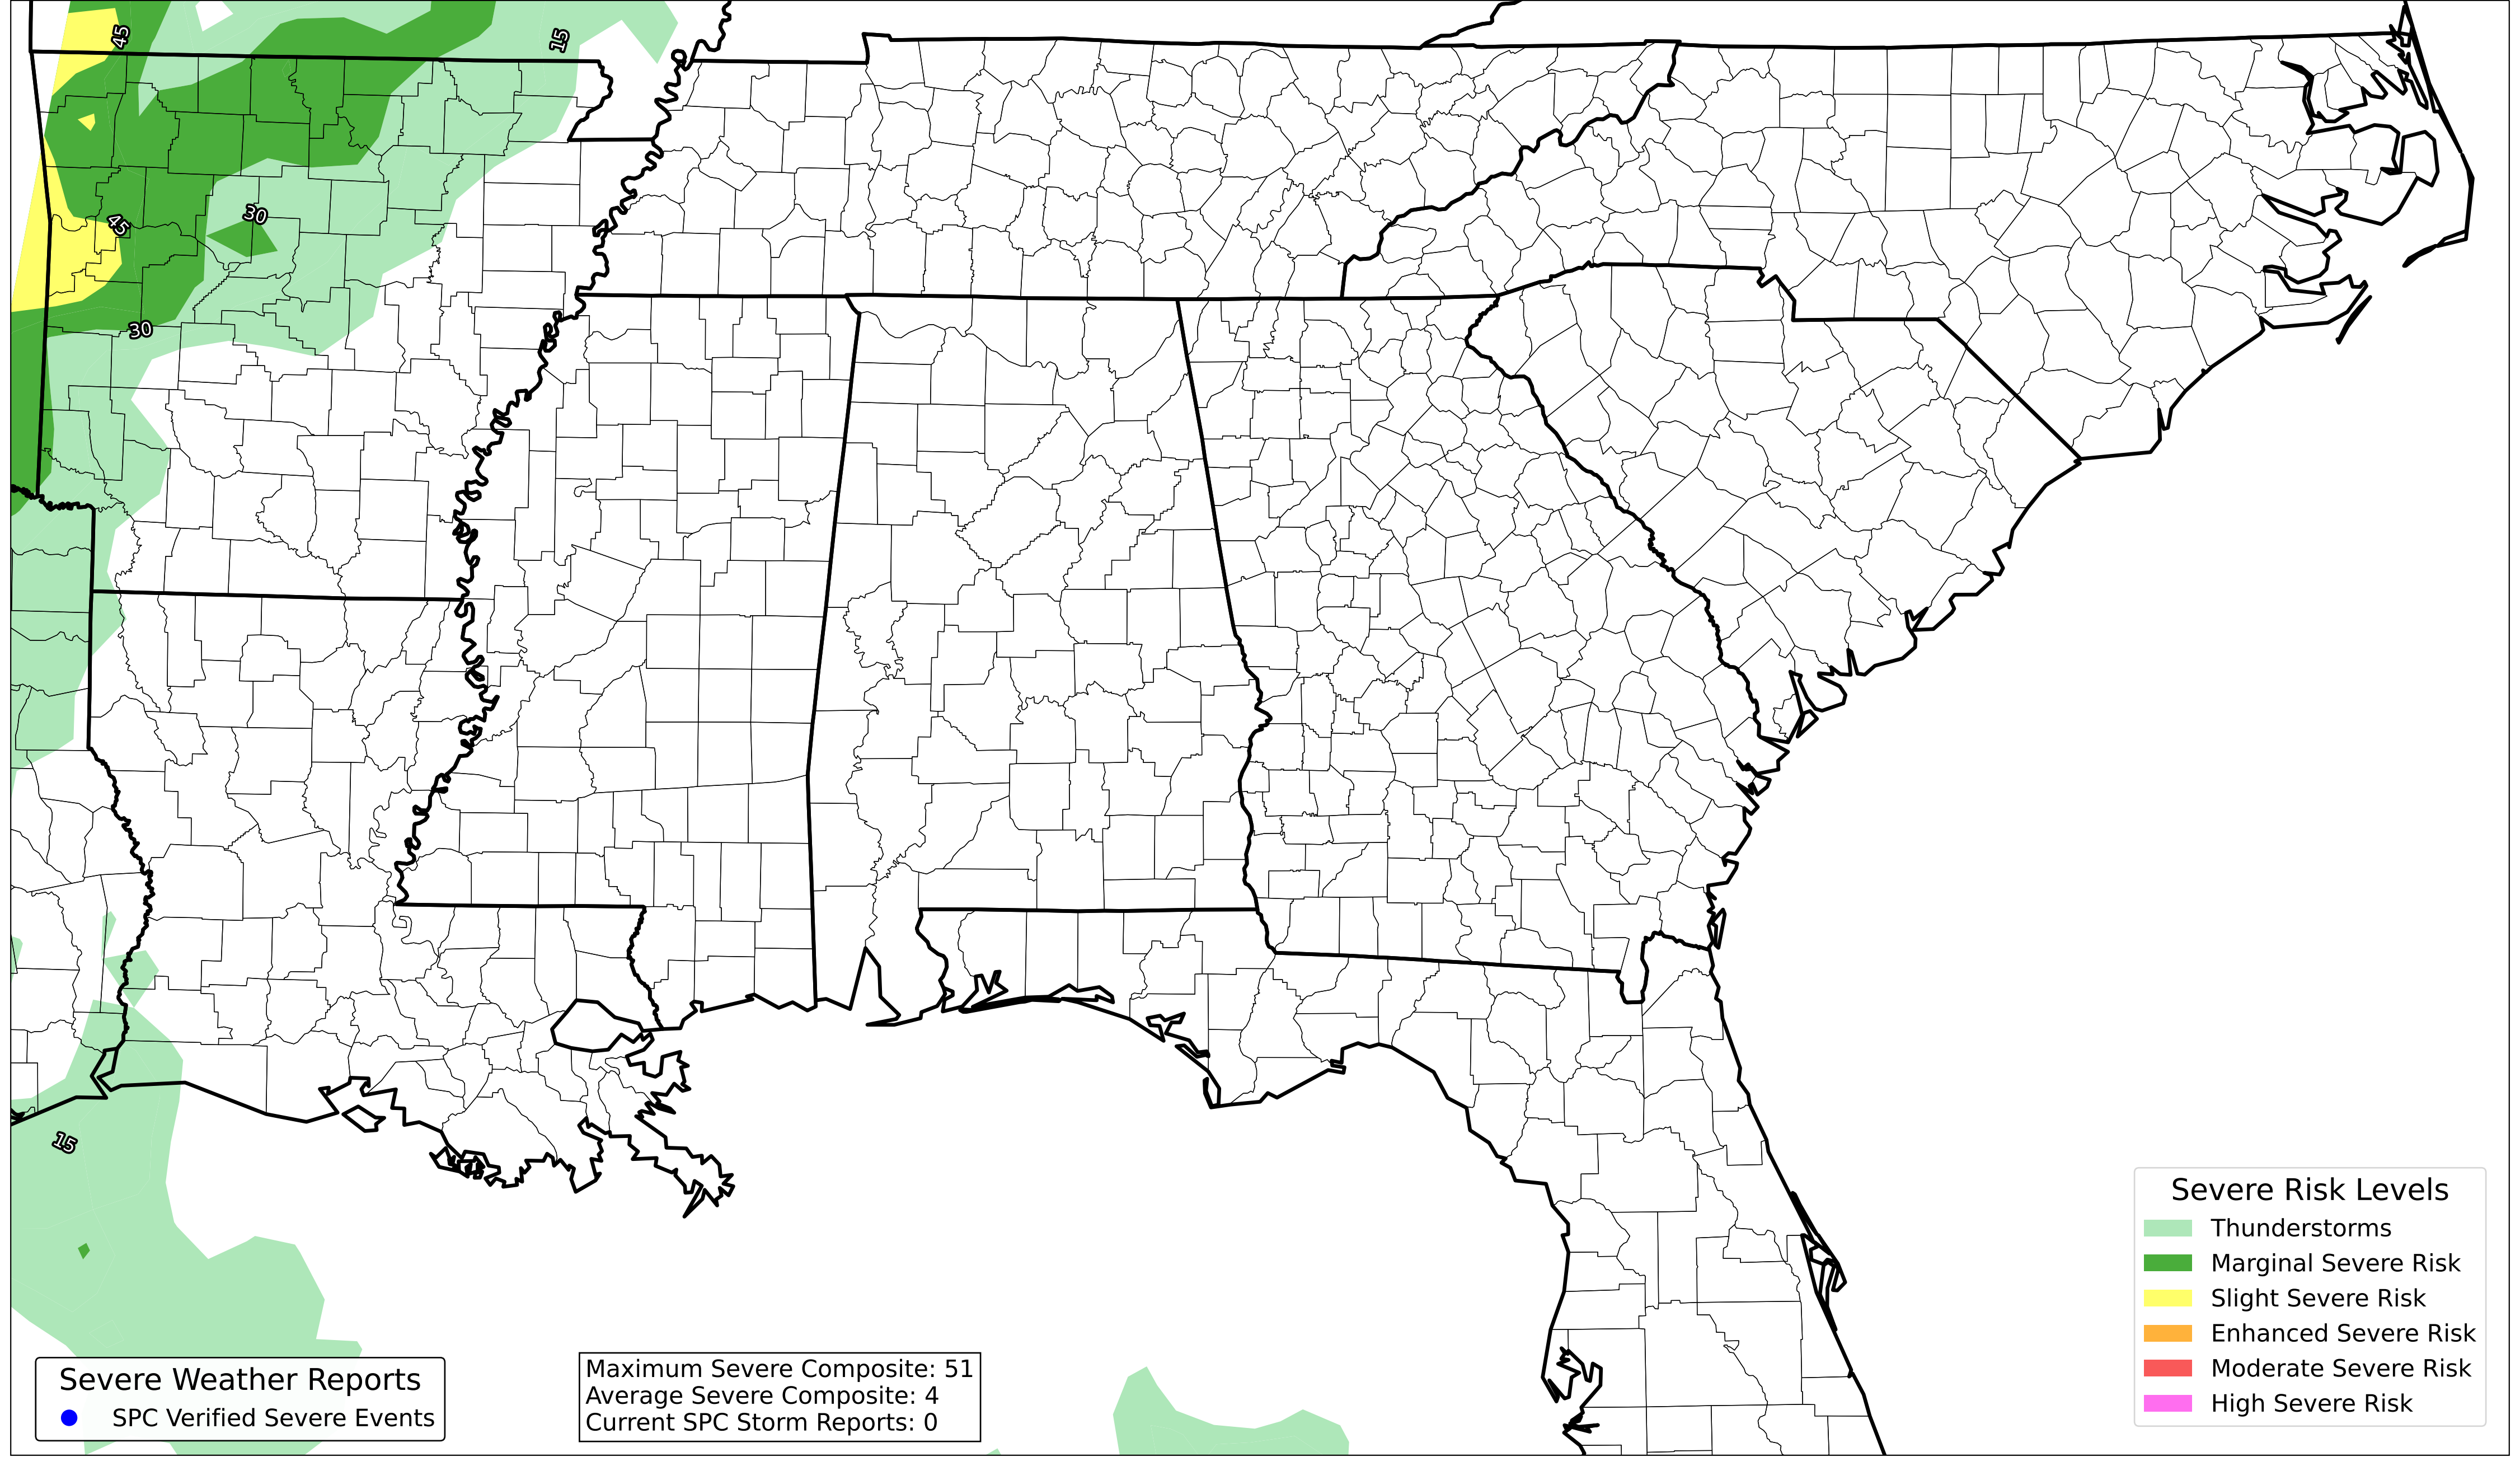 45
15
45
30
30
15
Severe Risk Levels
Thunderstorms
Marginal Severe Risk
Slight Severe Risk
Enhanced Severe Risk
Moderate Severe Risk
High Severe Risk
Severe Weather Reports
SPC Verified Severe Events
Maximum Severe Composite: 51
Average Severe Composite: 4
Current SPC Storm Reports: 0